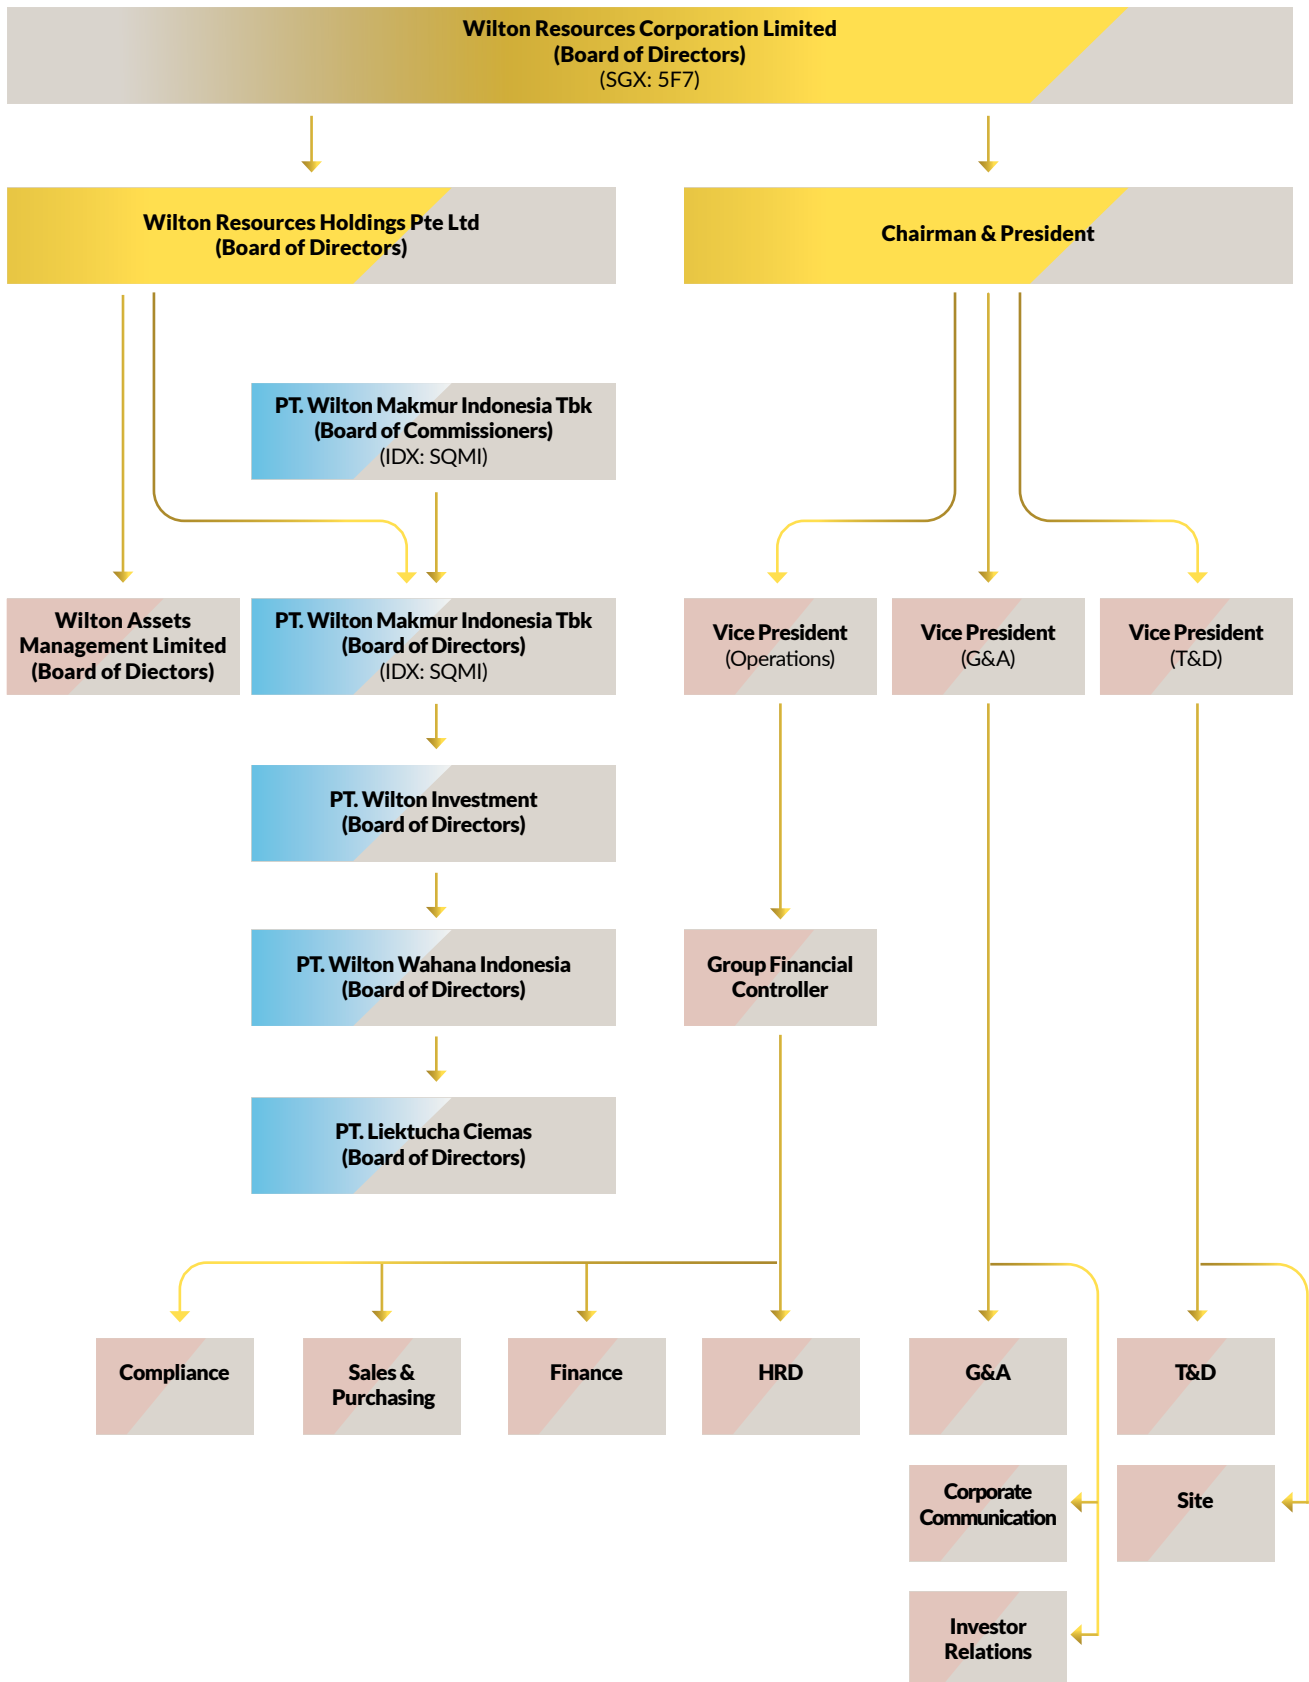 Wilton Resources Corporation Limited
(Board of Directors)
(SGX: 5F7)
Wilton Resources Holdings Pte Ltd
(Board of Directors)
Chairman & President
PT. Wilton Makmur Indonesia Tbk
(Board of Commissioners)
(IDX: SQMI)
Wilton Assets
Management Limited
(Board of Diectors)
PT. Wilton Makmur Indonesia Tbk
(Board of Directors)
(IDX: SQMI)
Vice President
(Operations)
Vice President
(G&A)
Vice President
(T&D)
PT. Wilton Investment
(Board of Directors)
PT. Wilton Wahana Indonesia
(Board of Directors)
Group Financial
Controller
PT. Liektucha Ciemas
(Board of Directors)
Compliance
Sales &
Purchasing
Finance
HRD
G&A
T&D
Corporate
Communication
Site
Investor
Relations